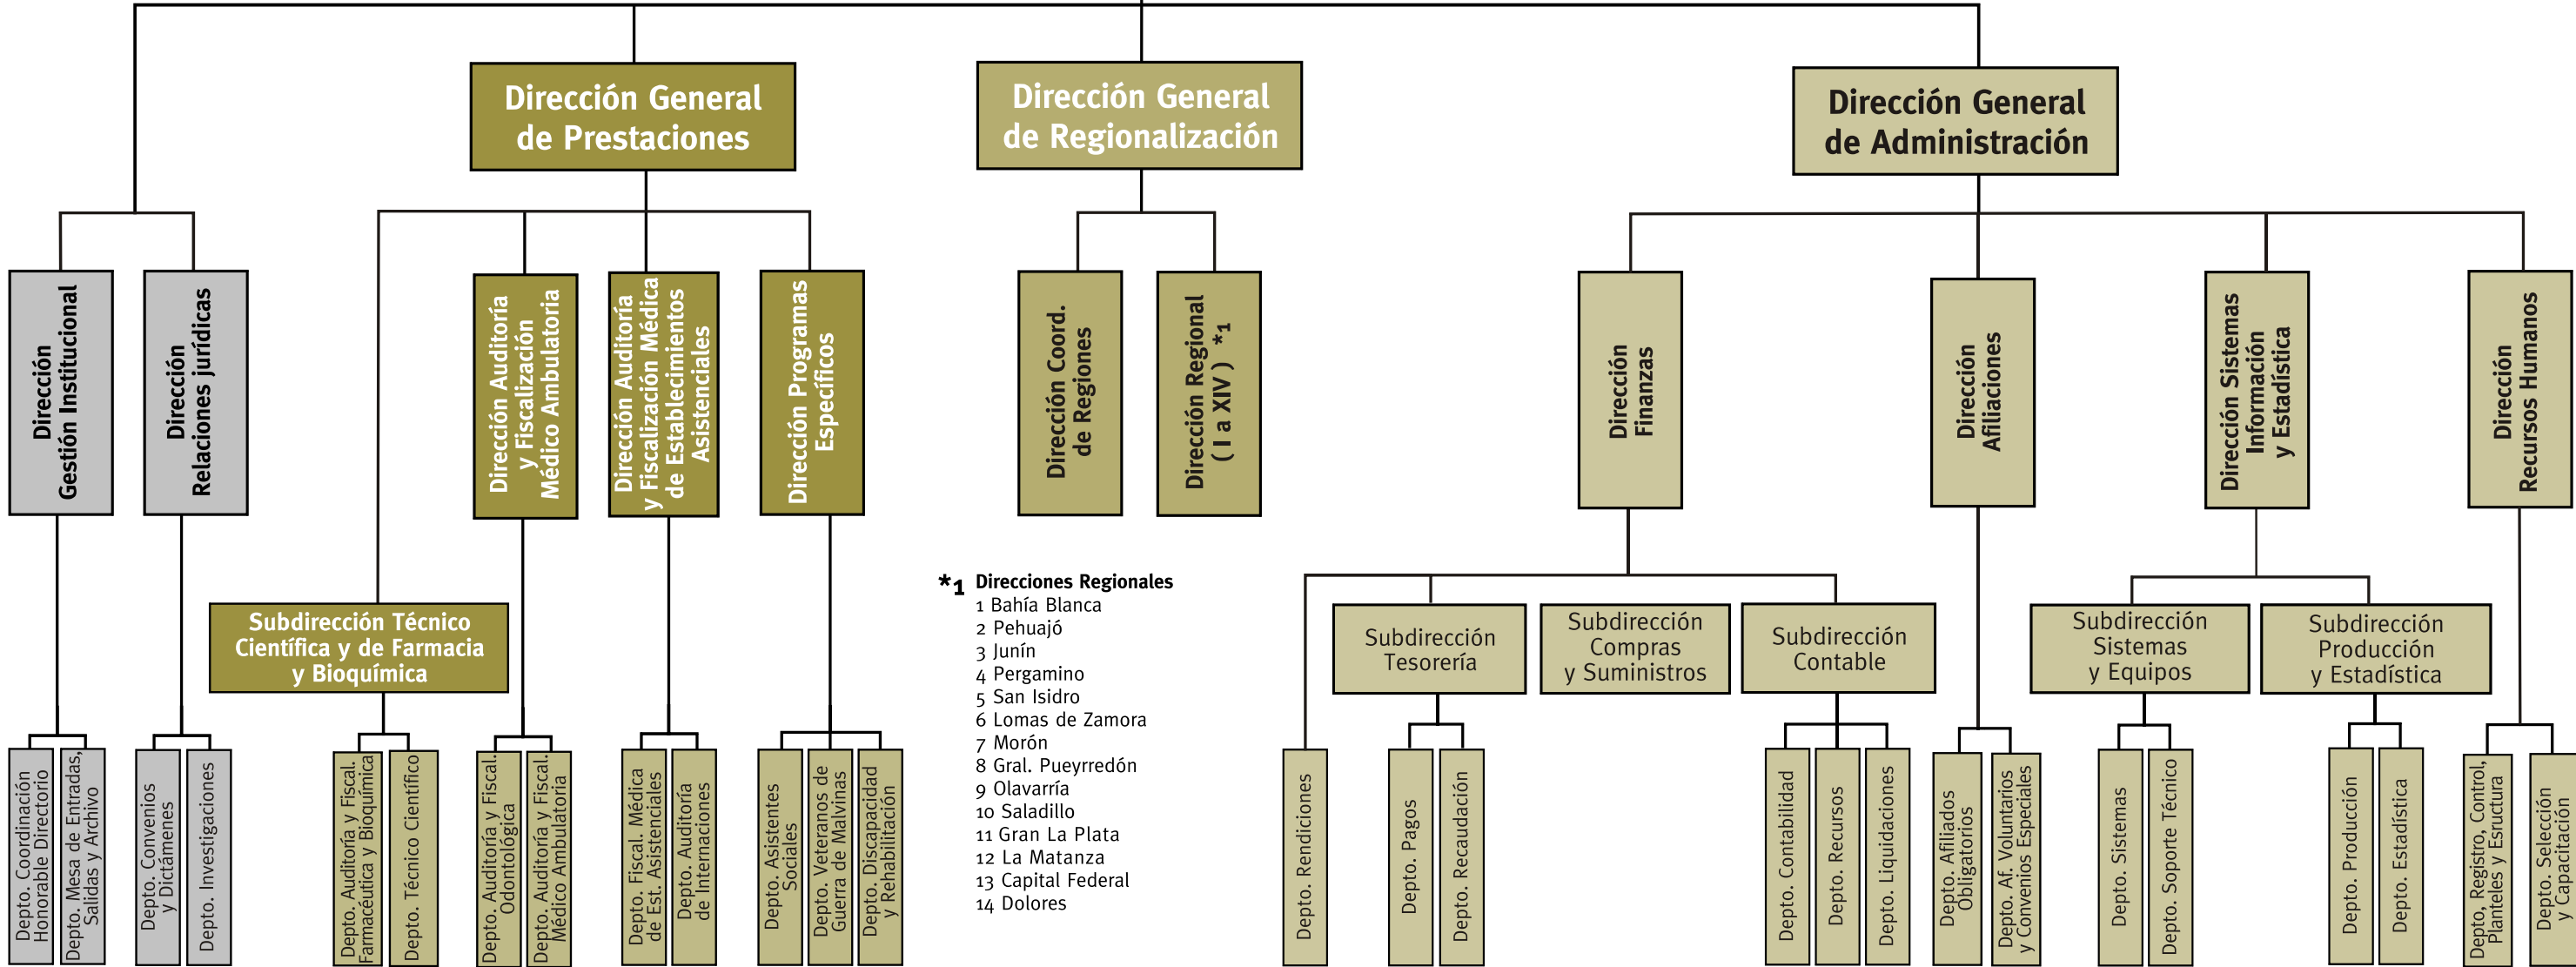 Dirección General
de Prestaciones
Dirección General
de Regionalización
Dirección General
de Administración
Dirección
Gestión Institucional
Dirección
Relaciones jurídicas
Dirección Auditoría
y Fiscalización
Médico Ambulatoria
Dirección Auditoría
y Fiscalización Médica
de Establecimientos
Asistenciales
Dirección Programas
Específicos
Dirección Coord.
de Regiones
Dirección Regional
( I a XIV ) *1
Dirección
Finanzas
Dirección
Afiliaciones
Dirección Sistemas
Información
y Estadística
Dirección
Recursos Humanos
Subdirección Técnico
Científica y de Farmacia
y Bioquímica
*1 Direcciones Regionales
1 Bahía Blanca
2 Pehuajó
3 Junín
4 Pergamino
5 San Isidro
6 Lomas de Zamora
7 Morón
8 Gral. Pueyrredón
9 Olavarría
10 Saladillo
11 Gran La Plata
12 La Matanza
13 Capital Federal
14 Dolores
Subdirección
Tesorería
Subdirección
Compras
y Suministros
Subdirección
Contable
Subdirección
Sistemas
y Equipos
Subdirección
Producción
y Estadística
Depto. Coordinación
Honorable Directorio
Depto. Mesa de Entradas,
Salidas y Archivo
Depto. Convenios
y Dictámenes
Depto. Investigaciones
Depto. Auditoría y Fiscal.
Farmacéutica y Bioquímica
Depto. Técnico Científico
Depto. Auditoría y Fiscal.
Odontológica
Depto. Auditoría y Fiscal.
Médico Ambulatoria
Depto. Fiscal. Médica
de Est. Asistenciales
Depto. Auditoría
de Internaciones
Depto. Asistentes
Sociales
Depto. Veteranos de
Guerra de Malvinas
Depto. Discapacidad
y Rehabilitación
Depto. Rendiciones
Depto. Pagos
Depto. Recaudación
Depto. Contabilidad
Depto. Recursos
Depto. Liquidaciones
Depto. Afiliados
Obligatorios
Depto. Af. Voluntarios
y Convenios Especiales
Depto. Sistemas
Depto. Soporte Técnico
Depto. Producción
Depto. Estadística
Depto, Registro, Control,
Planteles y Esructura
Depto. Selección
y Capacitación